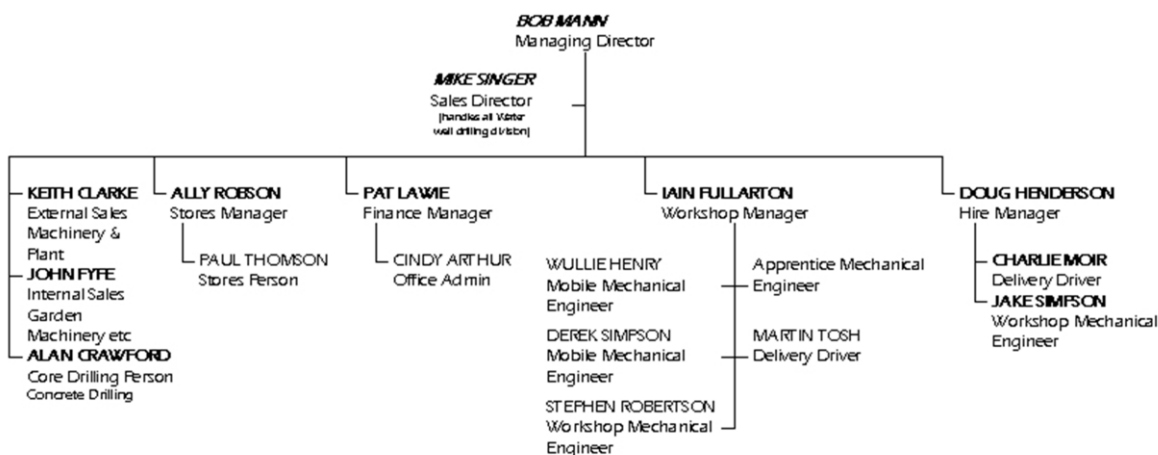 BOB MANN
Managing Director
MIKE SINGER
Sales Director
(handles all Water
well drilling division)
KEITH CLARKE
External Sales
Machinery &
Plant
JOHN FYFE
Internal Sales
Garden
Machinery etc
ALAN CRAWFORD
Core Drilling Person
Concrete Drilling
ALLY ROBSON
Stores Manager
PAUL THOMSON
Stores Person
PAT LAWIE
Finance Manager
CINDY ARTHUR
Office Admin
IAIN FULLARTON
Workshop Manager
WULLIE HENRY
Mobile Mechanical
Engineer
DEREK SIMPSON
Mobile Mechanical
Engineer
STEPHEN ROBERTSON
Workshop Mechanical
Engineer
Apprentice Mechanical
Engineer
MARTIN TOSH
Delivery Driver
DOUG HENDERSON
Hire Manager
CHARLIE MOIR
Delivery Driver
JAKE SIMPSON
Workshop Mechanical
Engineer